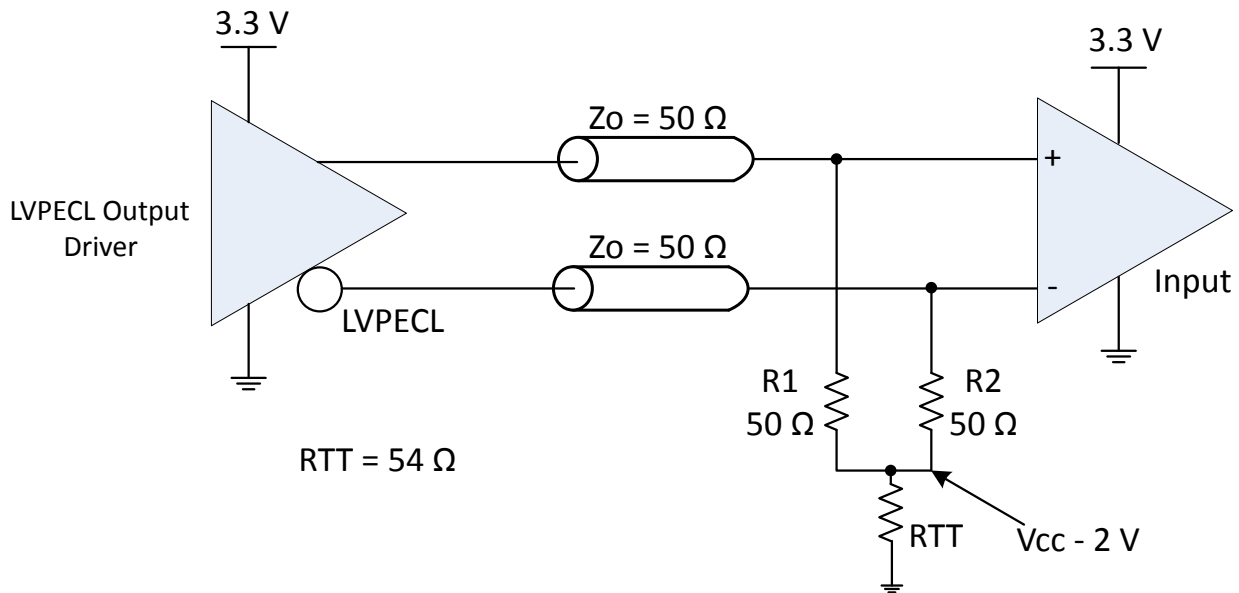 3.3 V
3.3 V
Zo = 50 Ω
+
LVPECL Output
Driver
Zo = 50 Ω
-
Input
LVPECL
R1
50 Ω
R2
50 Ω
RTT = 54 Ω
RTT
Vcc - 2 V